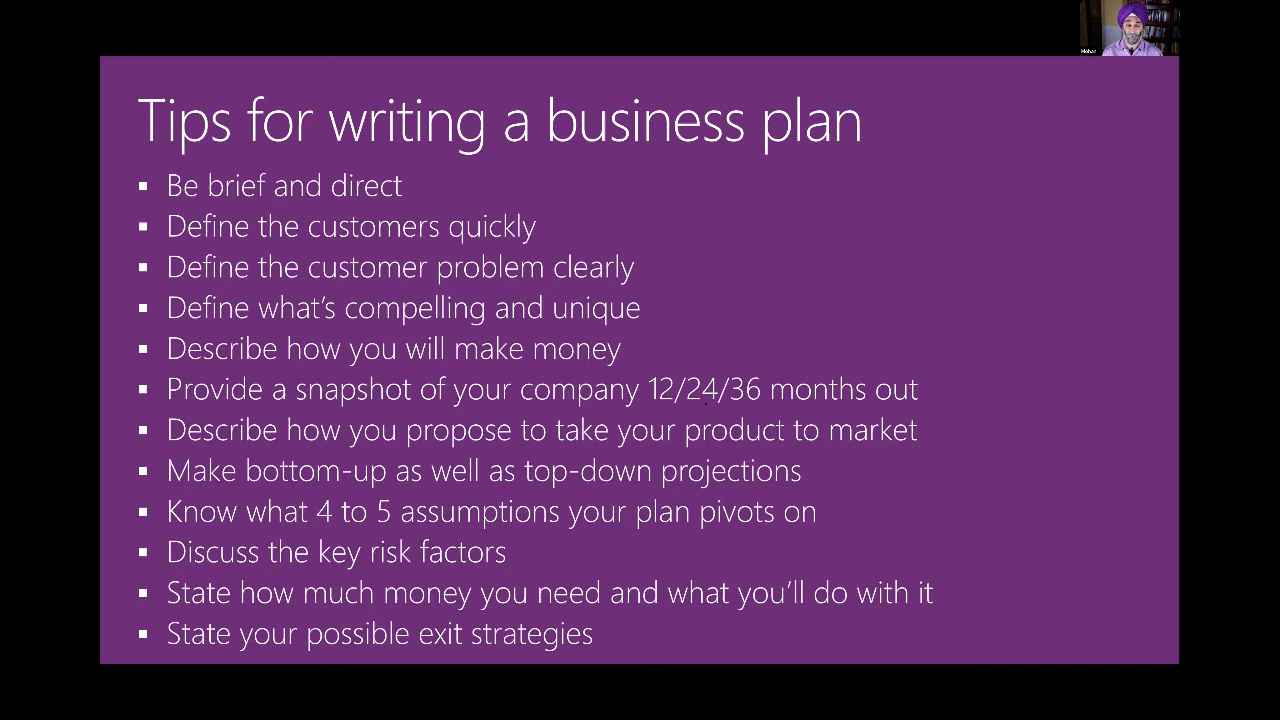 Mohan
Tips for writing a business plan
▪ Be brief and direct
▪ Define the customers quickly
▪ Define the customer problem clearly
▪ Define what's compelling and unique
▪ Describe how you will make money
▪ Provide a snapshot of your company 12/24/36 months out
▪ Describe how you propose to take your product to market
▪ Make bottom-up as well as top-down projections
▪ Know what 4 to 5 assumptions your plan pivots on
▪ Discuss the key risk factors
▪ State how much money you need and what you'll do with it
▪ State your possible exit strategies